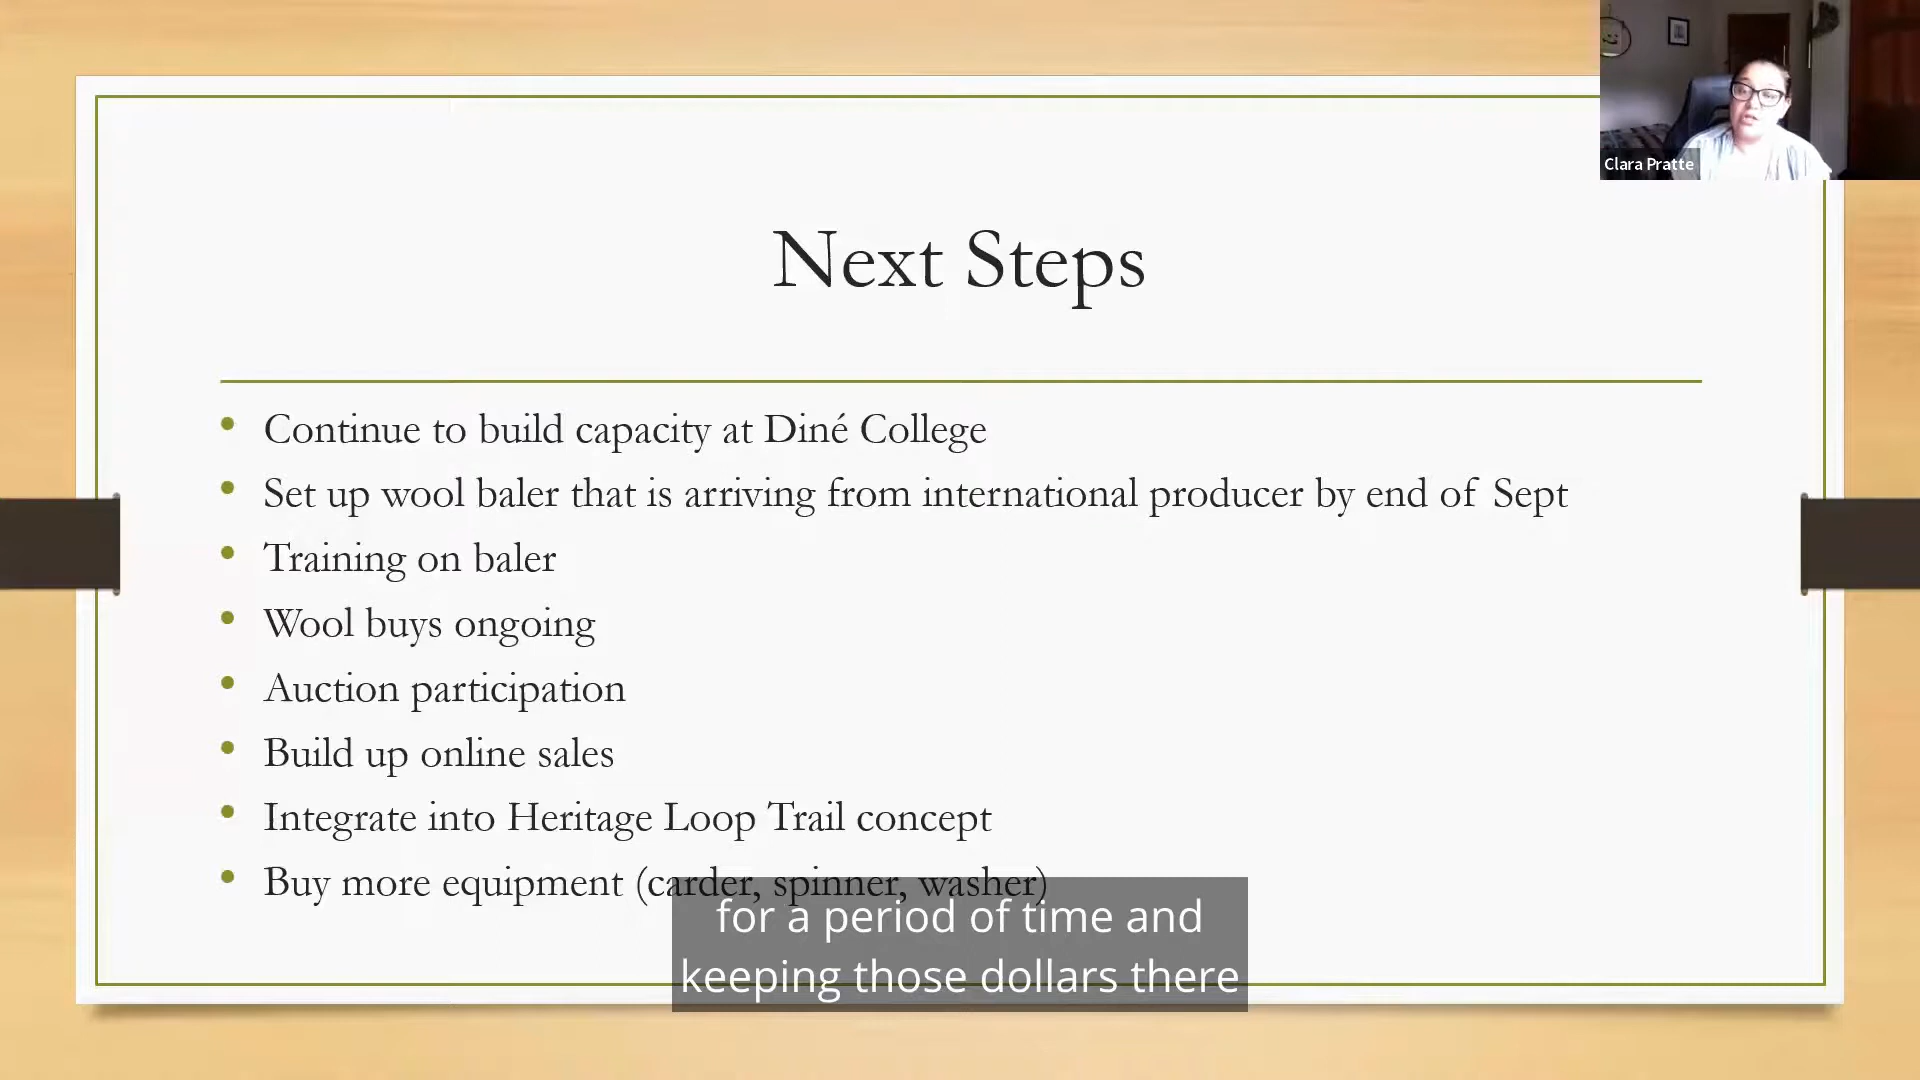 Clara Pratte
Next Steps
• Continue to build capacity at Diné College
• Set up wool baler that is arriving from international producer by end of Sept
• Training on baler
• Wool buys ongoing
• Auction participation
• Build up online sales
• Integrate into Heritage Loop Trail concept
• Buy more equipment (carder, spinner, washer)
for a period of time and
keeping those dollars there